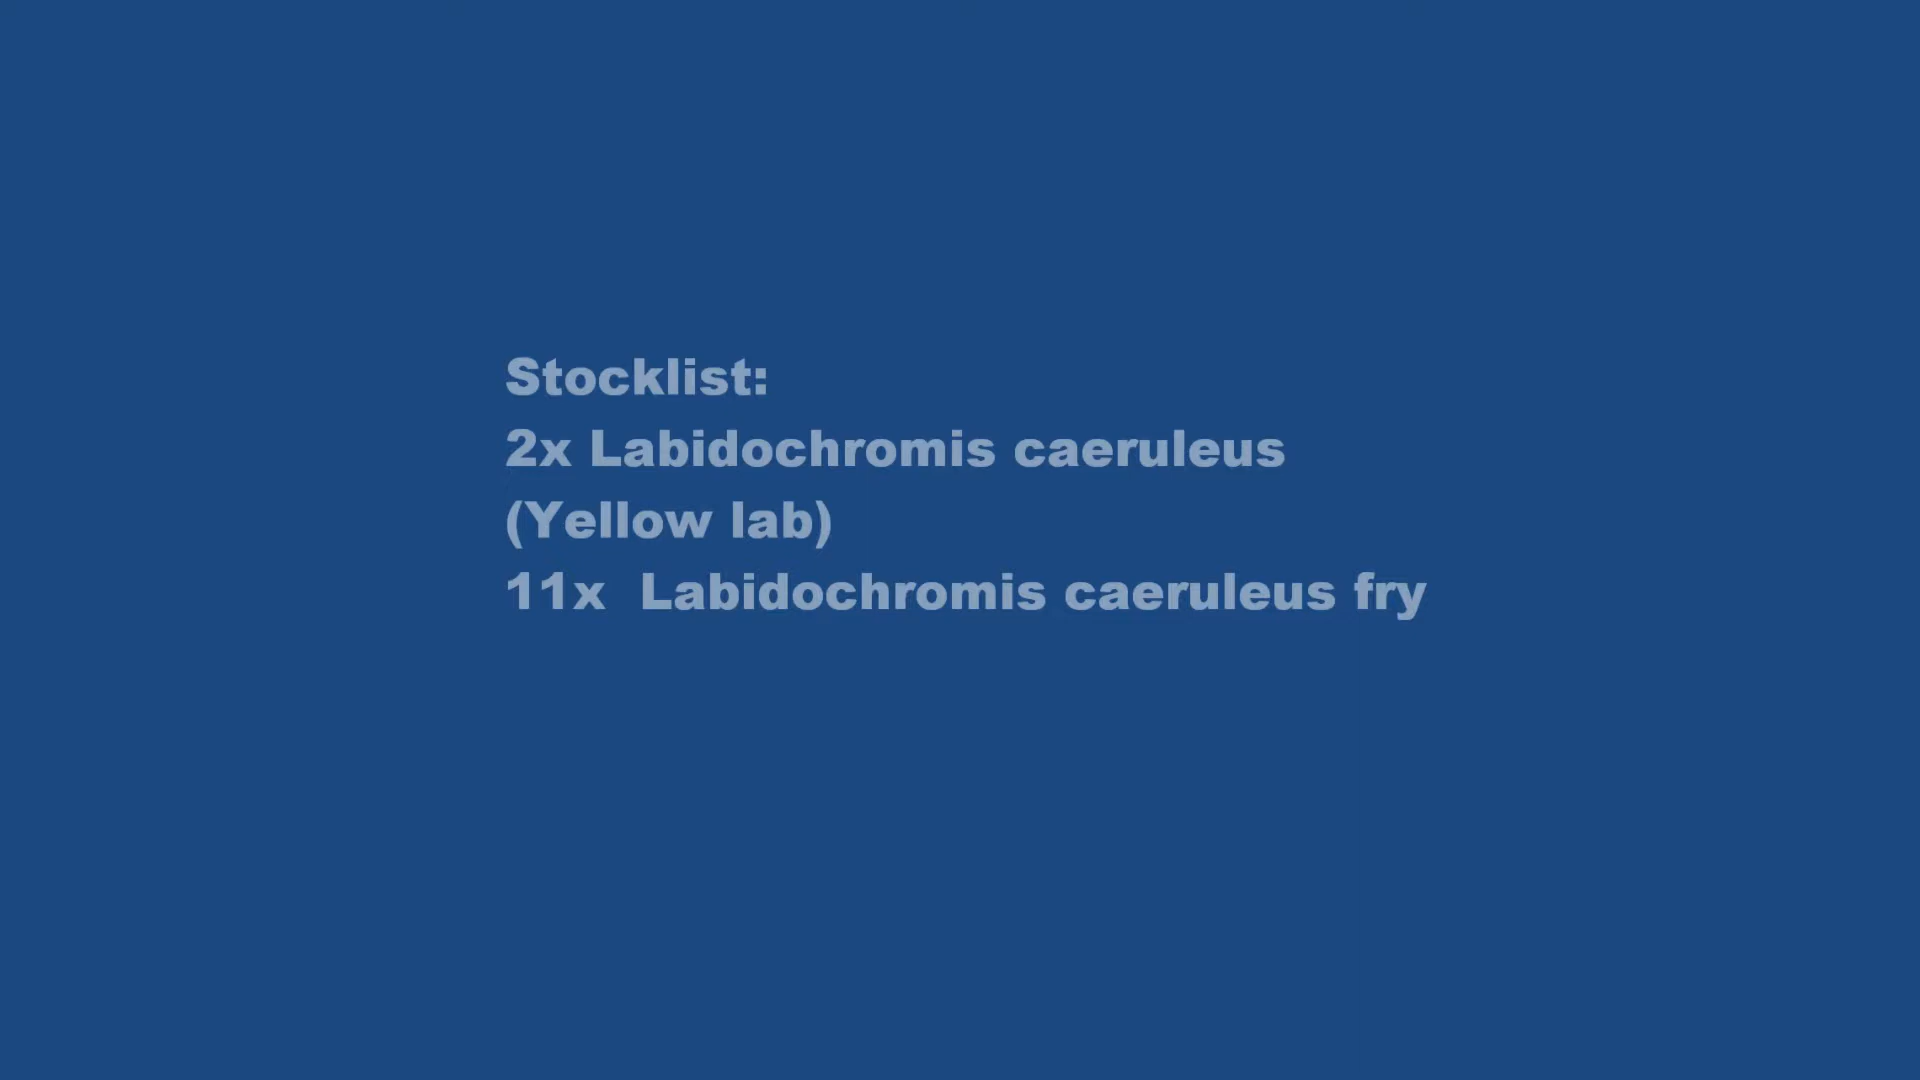 Stocklist:
2x Labidochromis caeruleus
(Yellow lab)
11x  Labidochromis caeruleus fry